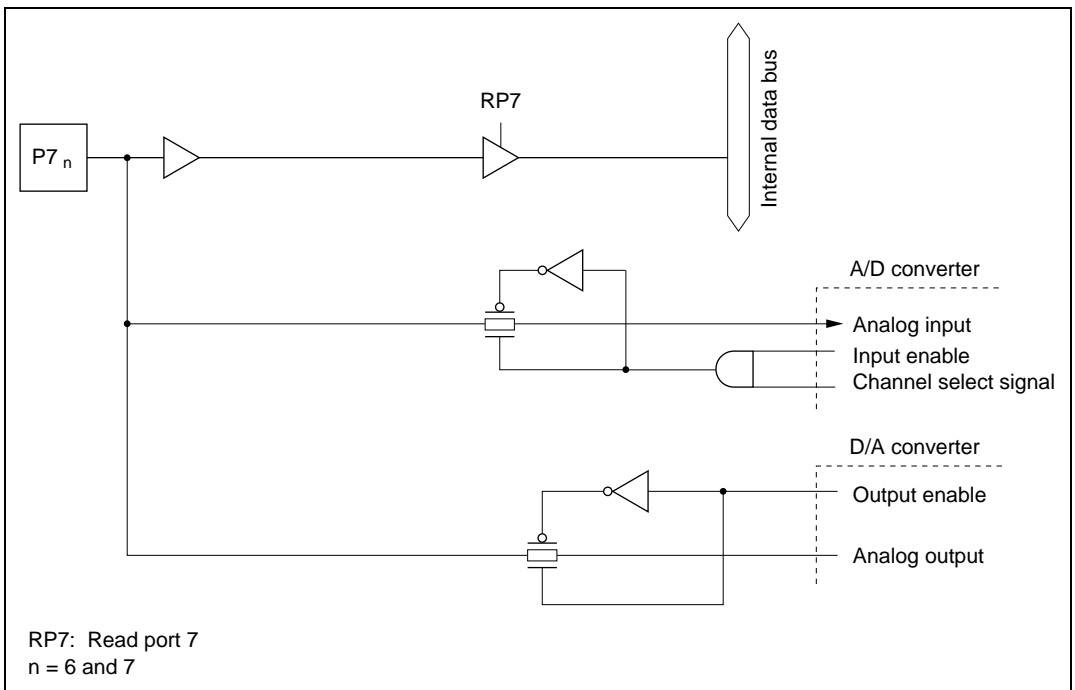 RP7
P7 n
Internal data bus
A/D converter
Analog input
Input enable
Channel select signal
D/A converter
Output enable
Analog output
RP7: Read port 7
n = 6 and 7